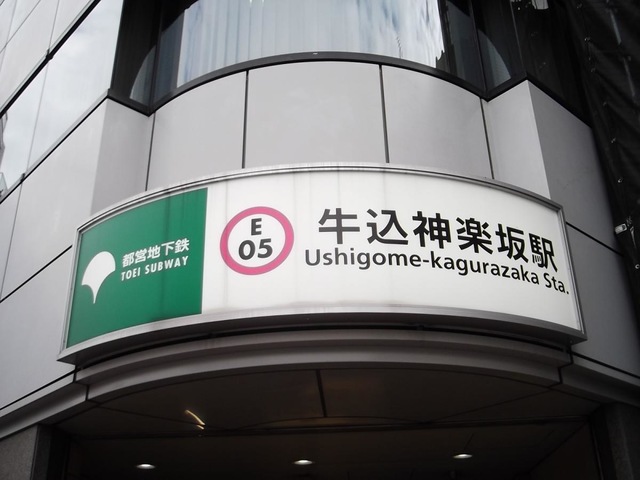 都営地下鉄
TOEI SUBWAY
E
05
牛込神楽坂駅
Ushigome-kagurazaka Sta.